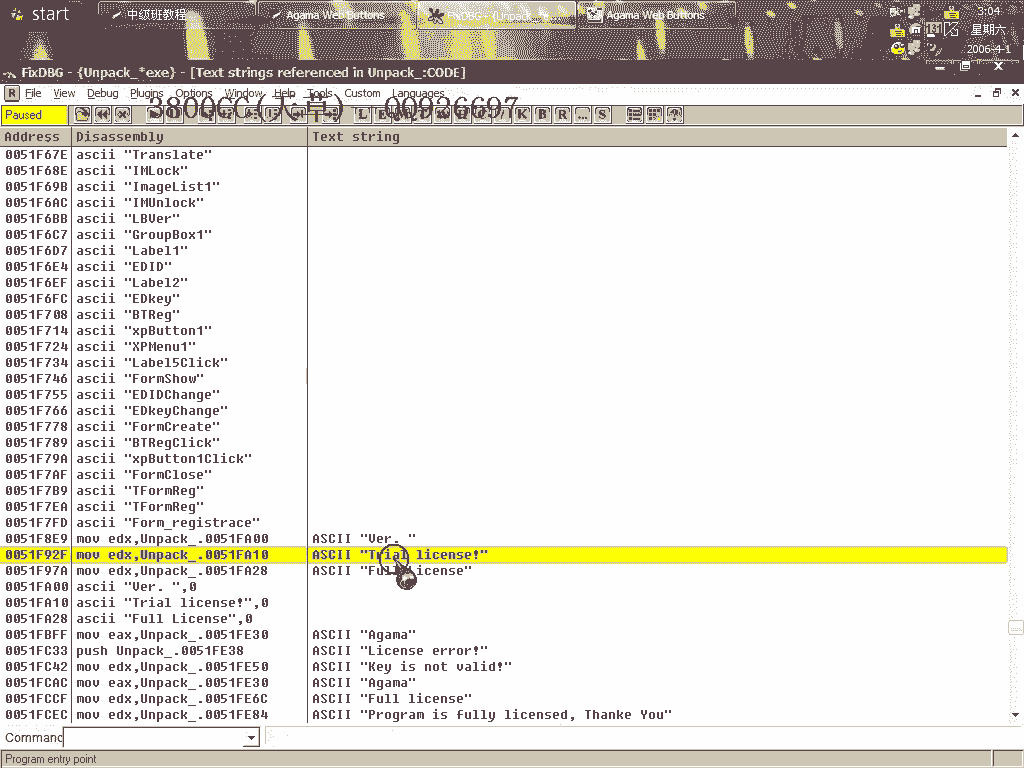 start
中级班教程
Agama Web Buttons
FixDBG - {Unpack_
Agama Web Buttons
3:04
星期六
2006-4-1
FixDBG - {Unpack_*exe} - [Text strings referenced in Unpack_:CODE]
R File View Debug Plugins Options Window Help Tools Custom Languages
3800CC(天草) 00936697
Paused
K B R ... S
Address Disassembly Text string
0051F67E ascii "Translate"
0051F68E ascii "IMLock"
0051F69B ascii "ImageList1"
0051F6AC ascii "IMUnlock"
0051F6BB ascii "LBVer"
0051F6C7 ascii "GroupBox1"
0051F6D7 ascii "Label1"
0051F6E4 ascii "EDID"
0051F6EF ascii "Label2"
0051F6FC ascii "EDkey"
0051F708 ascii "BTReg"
0051F714 ascii "xpButton1"
0051F724 ascii "XPMenu1"
0051F734 ascii "Label5Click"
0051F746 ascii "FormShow"
0051F755 ascii "EDIDChange"
0051F766 ascii "EDkeyChange"
0051F778 ascii "FormCreate"
0051F789 ascii "BTRegClick"
0051F79A ascii "xpButton1Click"
0051F7AF ascii "FormClose"
0051F7B9 ascii "TFormReg"
0051F7EA ascii "TFormReg"
0051F7FD ascii "Form_registrace"
0051F8E9 mov edx,Unpack_.0051FA00 ASCII "Ver. "
0051F92F mov edx,Unpack_.0051FA10 ASCII "Trial license!"
0051F97A mov edx,Unpack_.0051FA28 ASCII "Full License"
0051FA00 ascii "Ver. ",0
0051FA10 ascii "Trial license!",0
0051FA28 ascii "Full License",0
0051FBFF mov eax,Unpack_.0051FE30 ASCII "Agama"
0051FC33 push Unpack_.0051FE38 ASCII "License error!"
0051FC42 mov edx,Unpack_.0051FE50 ASCII "Key is not valid!"
0051FCAC mov eax,Unpack_.0051FE30 ASCII "Agama"
0051FCCF mov edx,Unpack_.0051FE6C ASCII "Full license"
0051FCEC mov edx,Unpack_.0051FE84 ASCII "Program is fully licensed, Thanke You"
Command
Program entry point